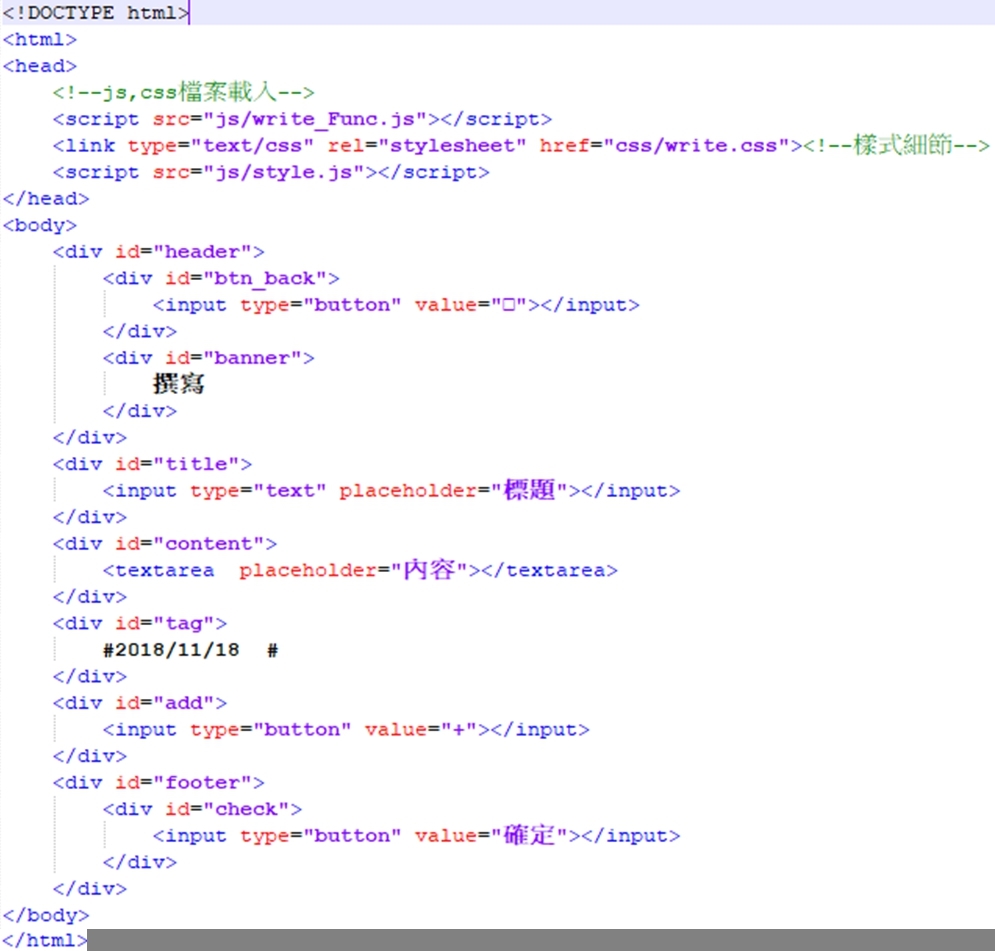 <!DOCTYPE html>
<html>
<head>
    <!--js,css檔案載入-->
    <script src="js/write_Func.js"></script>
    <link type="text/css" rel="stylesheet" href="css/write.css"><!--樣式細節-->
    <script src="js/style.js"></script>
</head>
<body>
    <div id="header">
        <div id="btn_back">
            <input type="button" value="□"></input>
        </div>
        <div id="banner">
            撰寫
        </div>
    </div>
    <div id="title">
        <input type="text" placeholder="標題"></input>
    </div>
    <div id="content">
        <textarea  placeholder="內容"></textarea>
    </div>
    <div id="tag">
        #2018/11/18  #
    </div>
    <div id="add">
        <input type="button" value="+"></input>
    </div>
    <div id="footer">
        <div id="check">
            <input type="button" value="確定"></input>
        </div>
    </div>
</body>
</html>